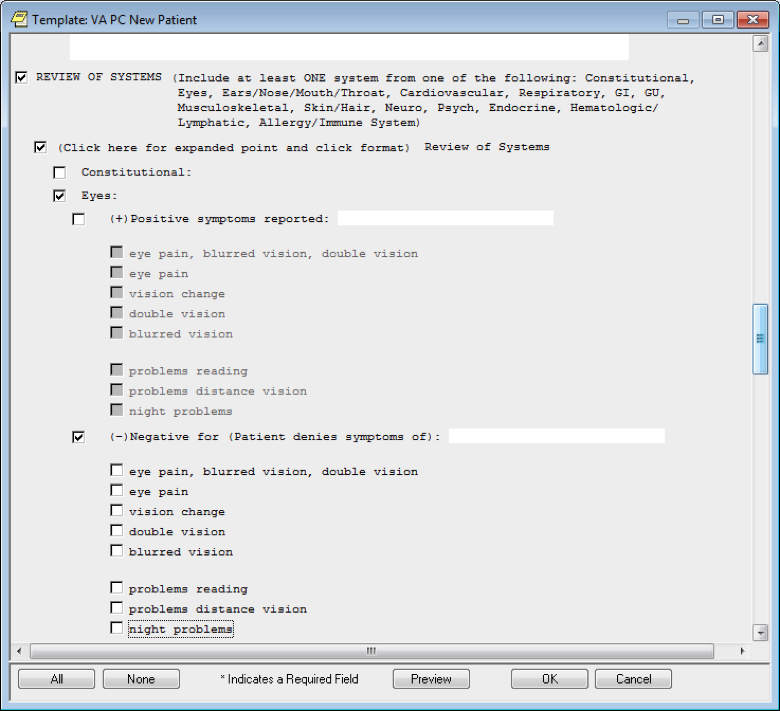 Template: VA PC New Patient
REVIEW OF SYSTEMS (Include at least ONE system from one of the following: Constitutional,
Eyes, Ears/Nose/Mouth/Throat, Cardiovascular, Respiratory, GI, GU,
Musculoskeletal, Skin/Hair, Neuro, Psych, Endocrine, Hematologic/
Lymphatic, Allergy/Immune System)
(Click here for expanded point and click format) Review of Systems
Constitutional:
Eyes:
(+)Positive symptoms reported:
eye pain, blurred vision, double vision
eye pain
vision change
double vision
blurred vision
problems reading
problems distance vision
night problems
(-)Negative for (Patient denies symptoms of):
eye pain, blurred vision, double vision
eye pain
vision change
double vision
blurred vision
problems reading
problems distance vision
night problems
All None * Indicates a Required Field Preview OK Cancel